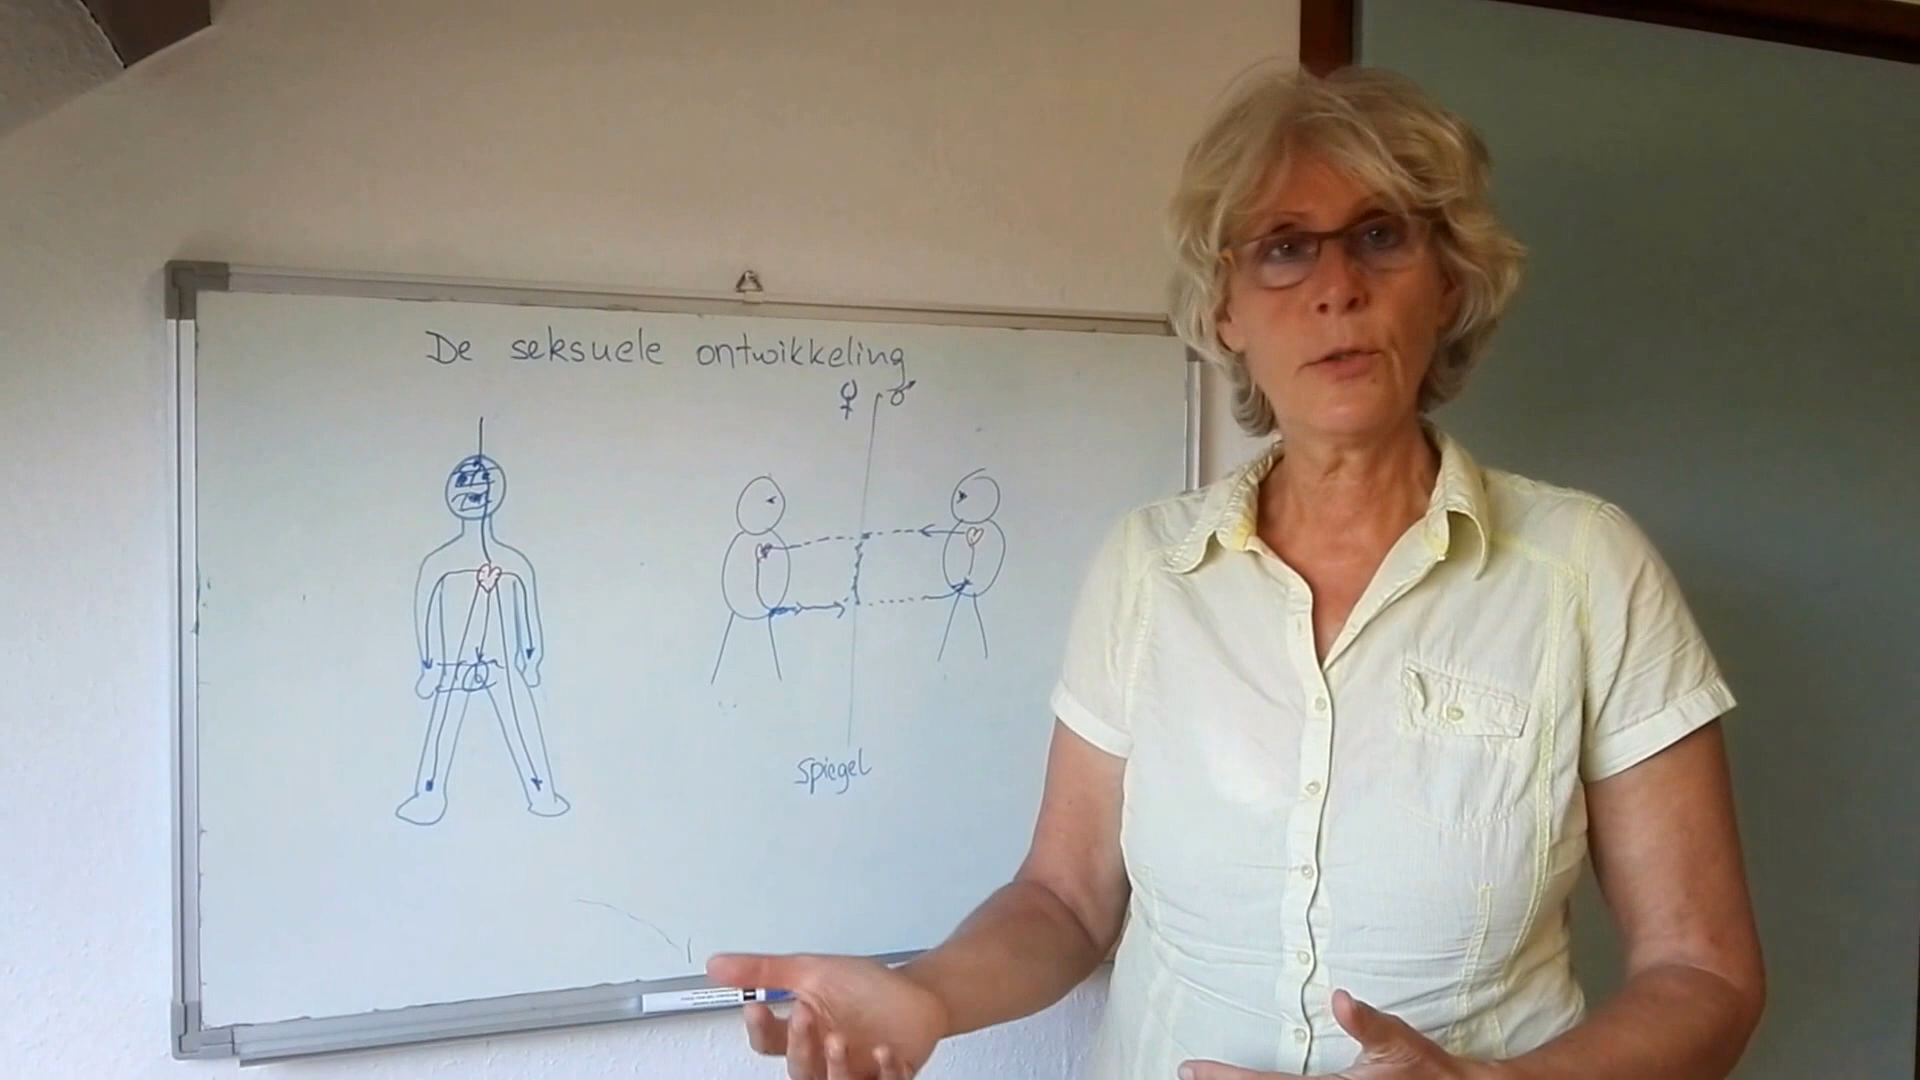 De seksuele ontwikkeling
♀ ♂
spiegel